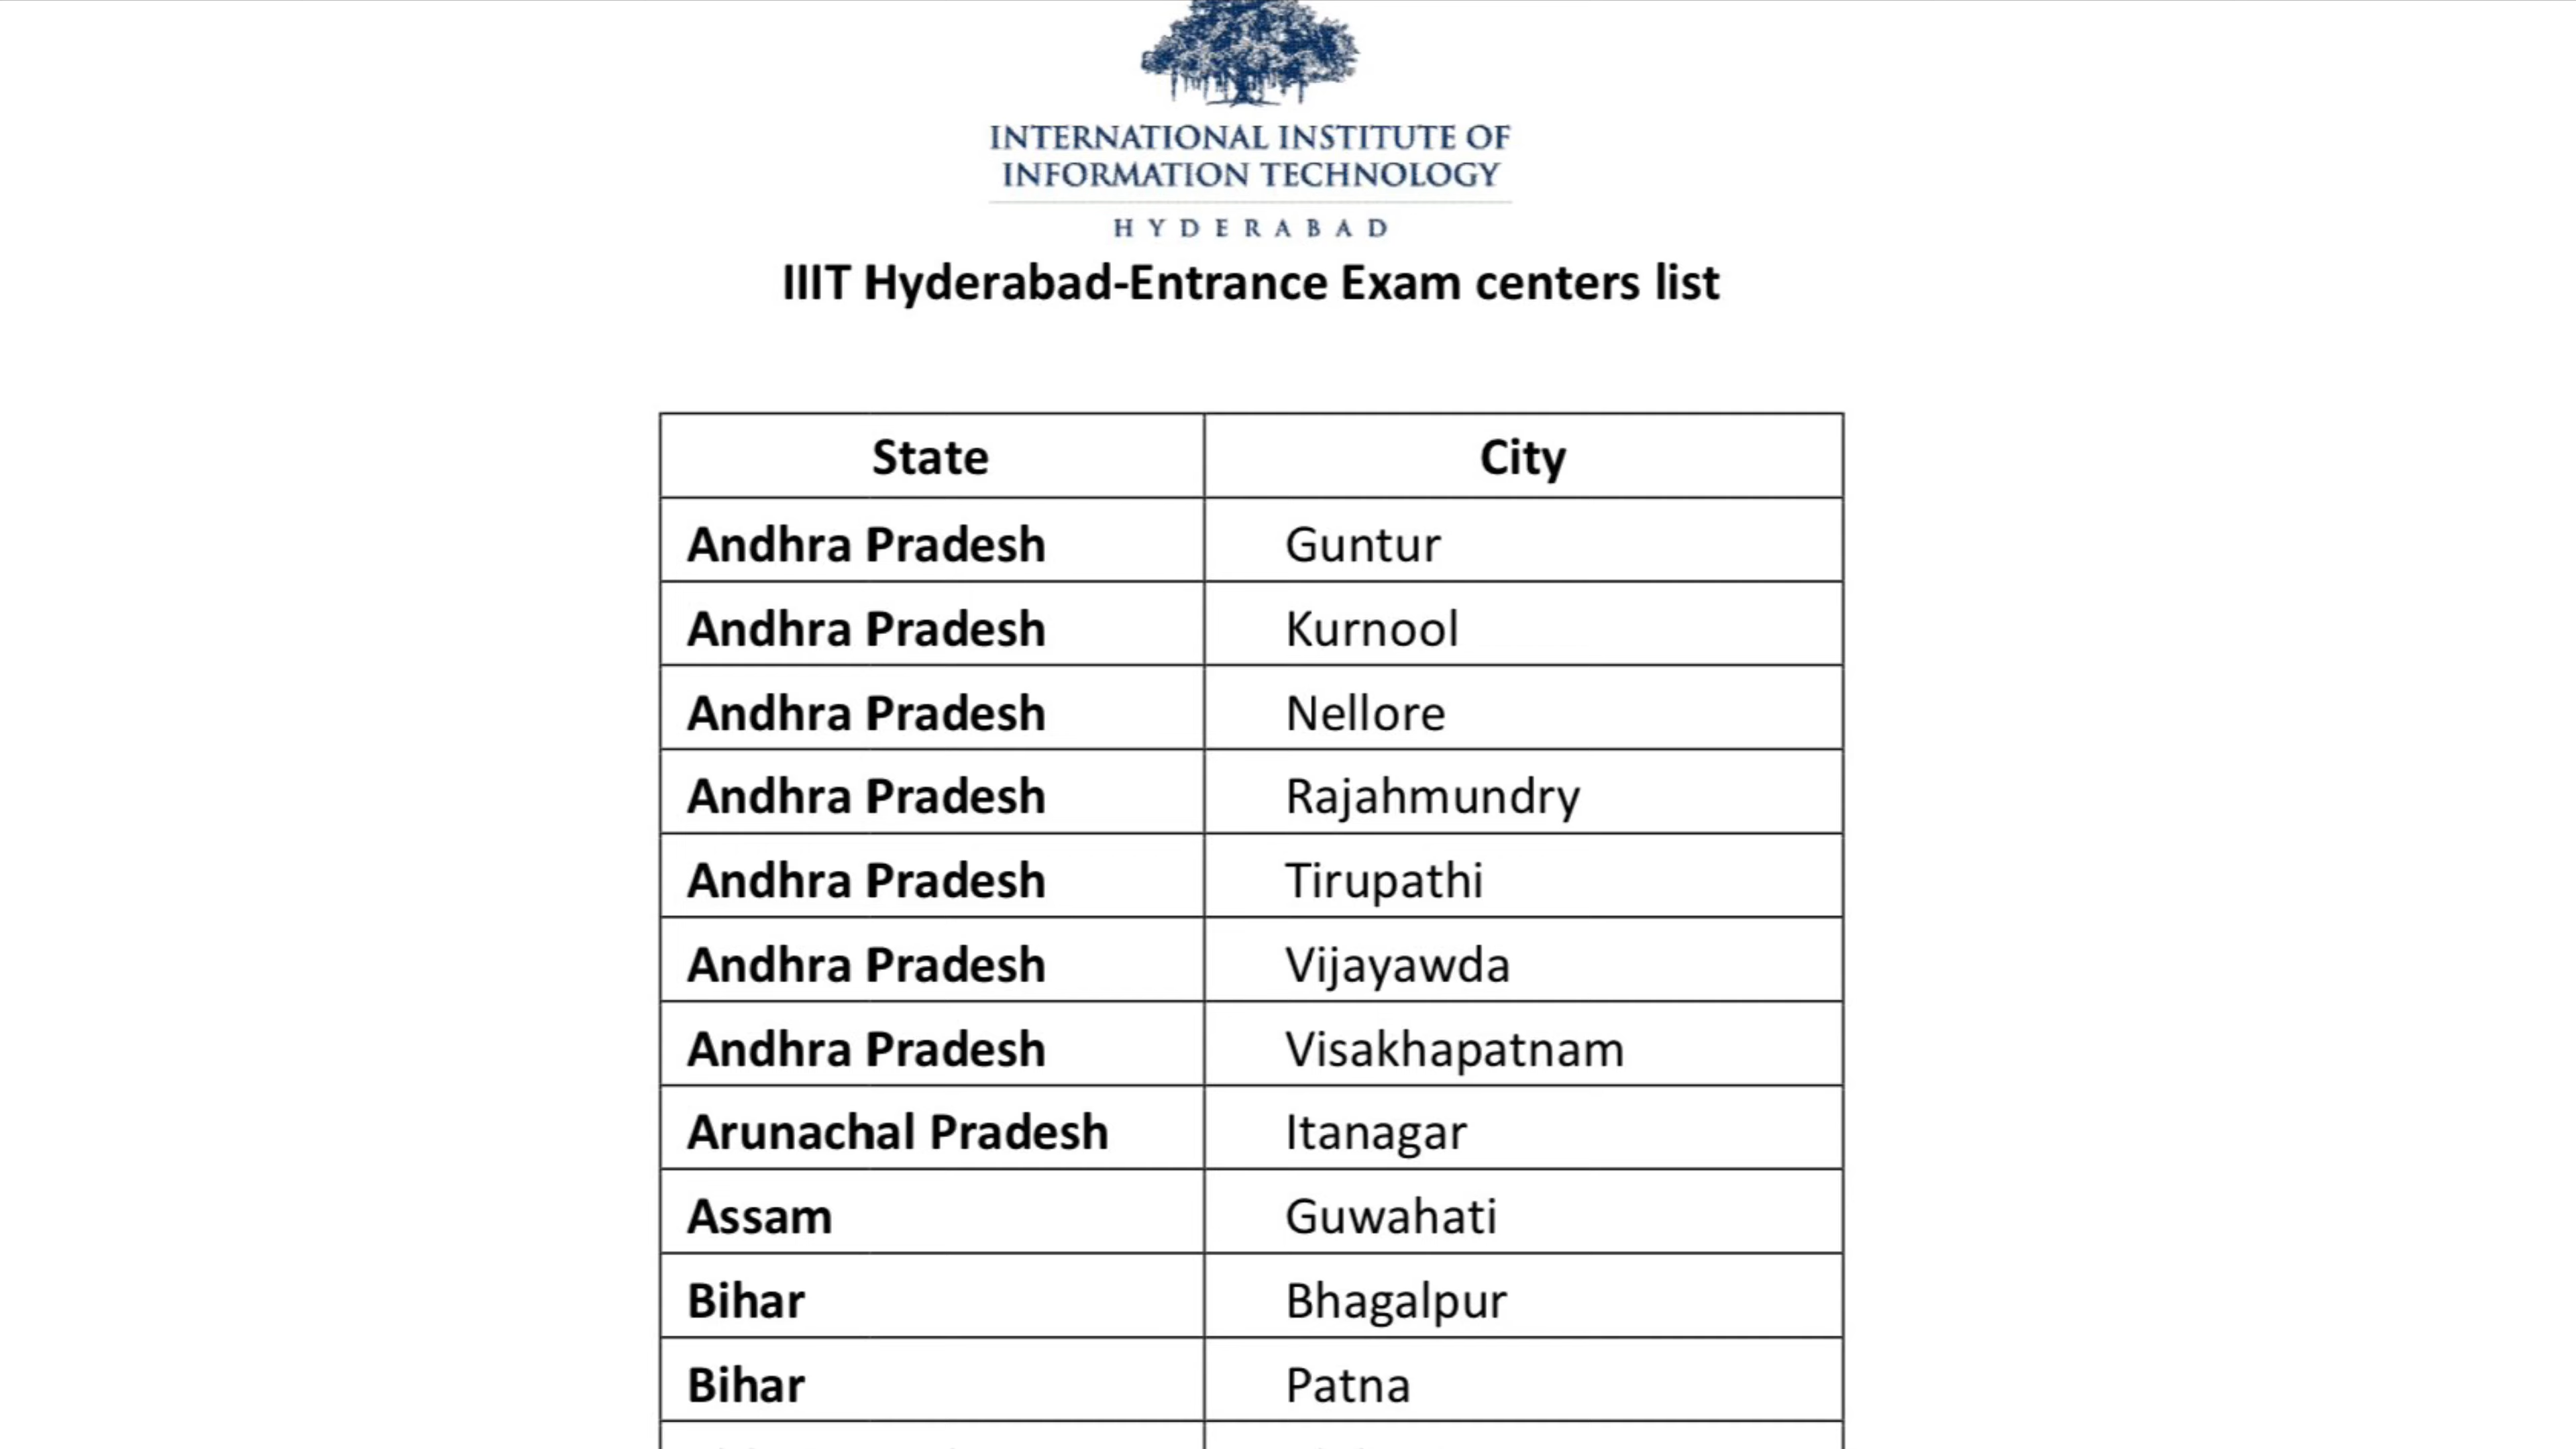 INTERNATIONAL INSTITUTE OF
INFORMATION TECHNOLOGY
HYDERABAD
IIIT Hyderabad-Entrance Exam centers list
State City
Andhra Pradesh Guntur
Andhra Pradesh Kurnool
Andhra Pradesh Nellore
Andhra Pradesh Rajahmundry
Andhra Pradesh Tirupathi
Andhra Pradesh Vijayawda
Andhra Pradesh Visakhapatnam
Arunachal Pradesh Itanagar
Assam Guwahati
Bihar Bhagalpur
Bihar Patna